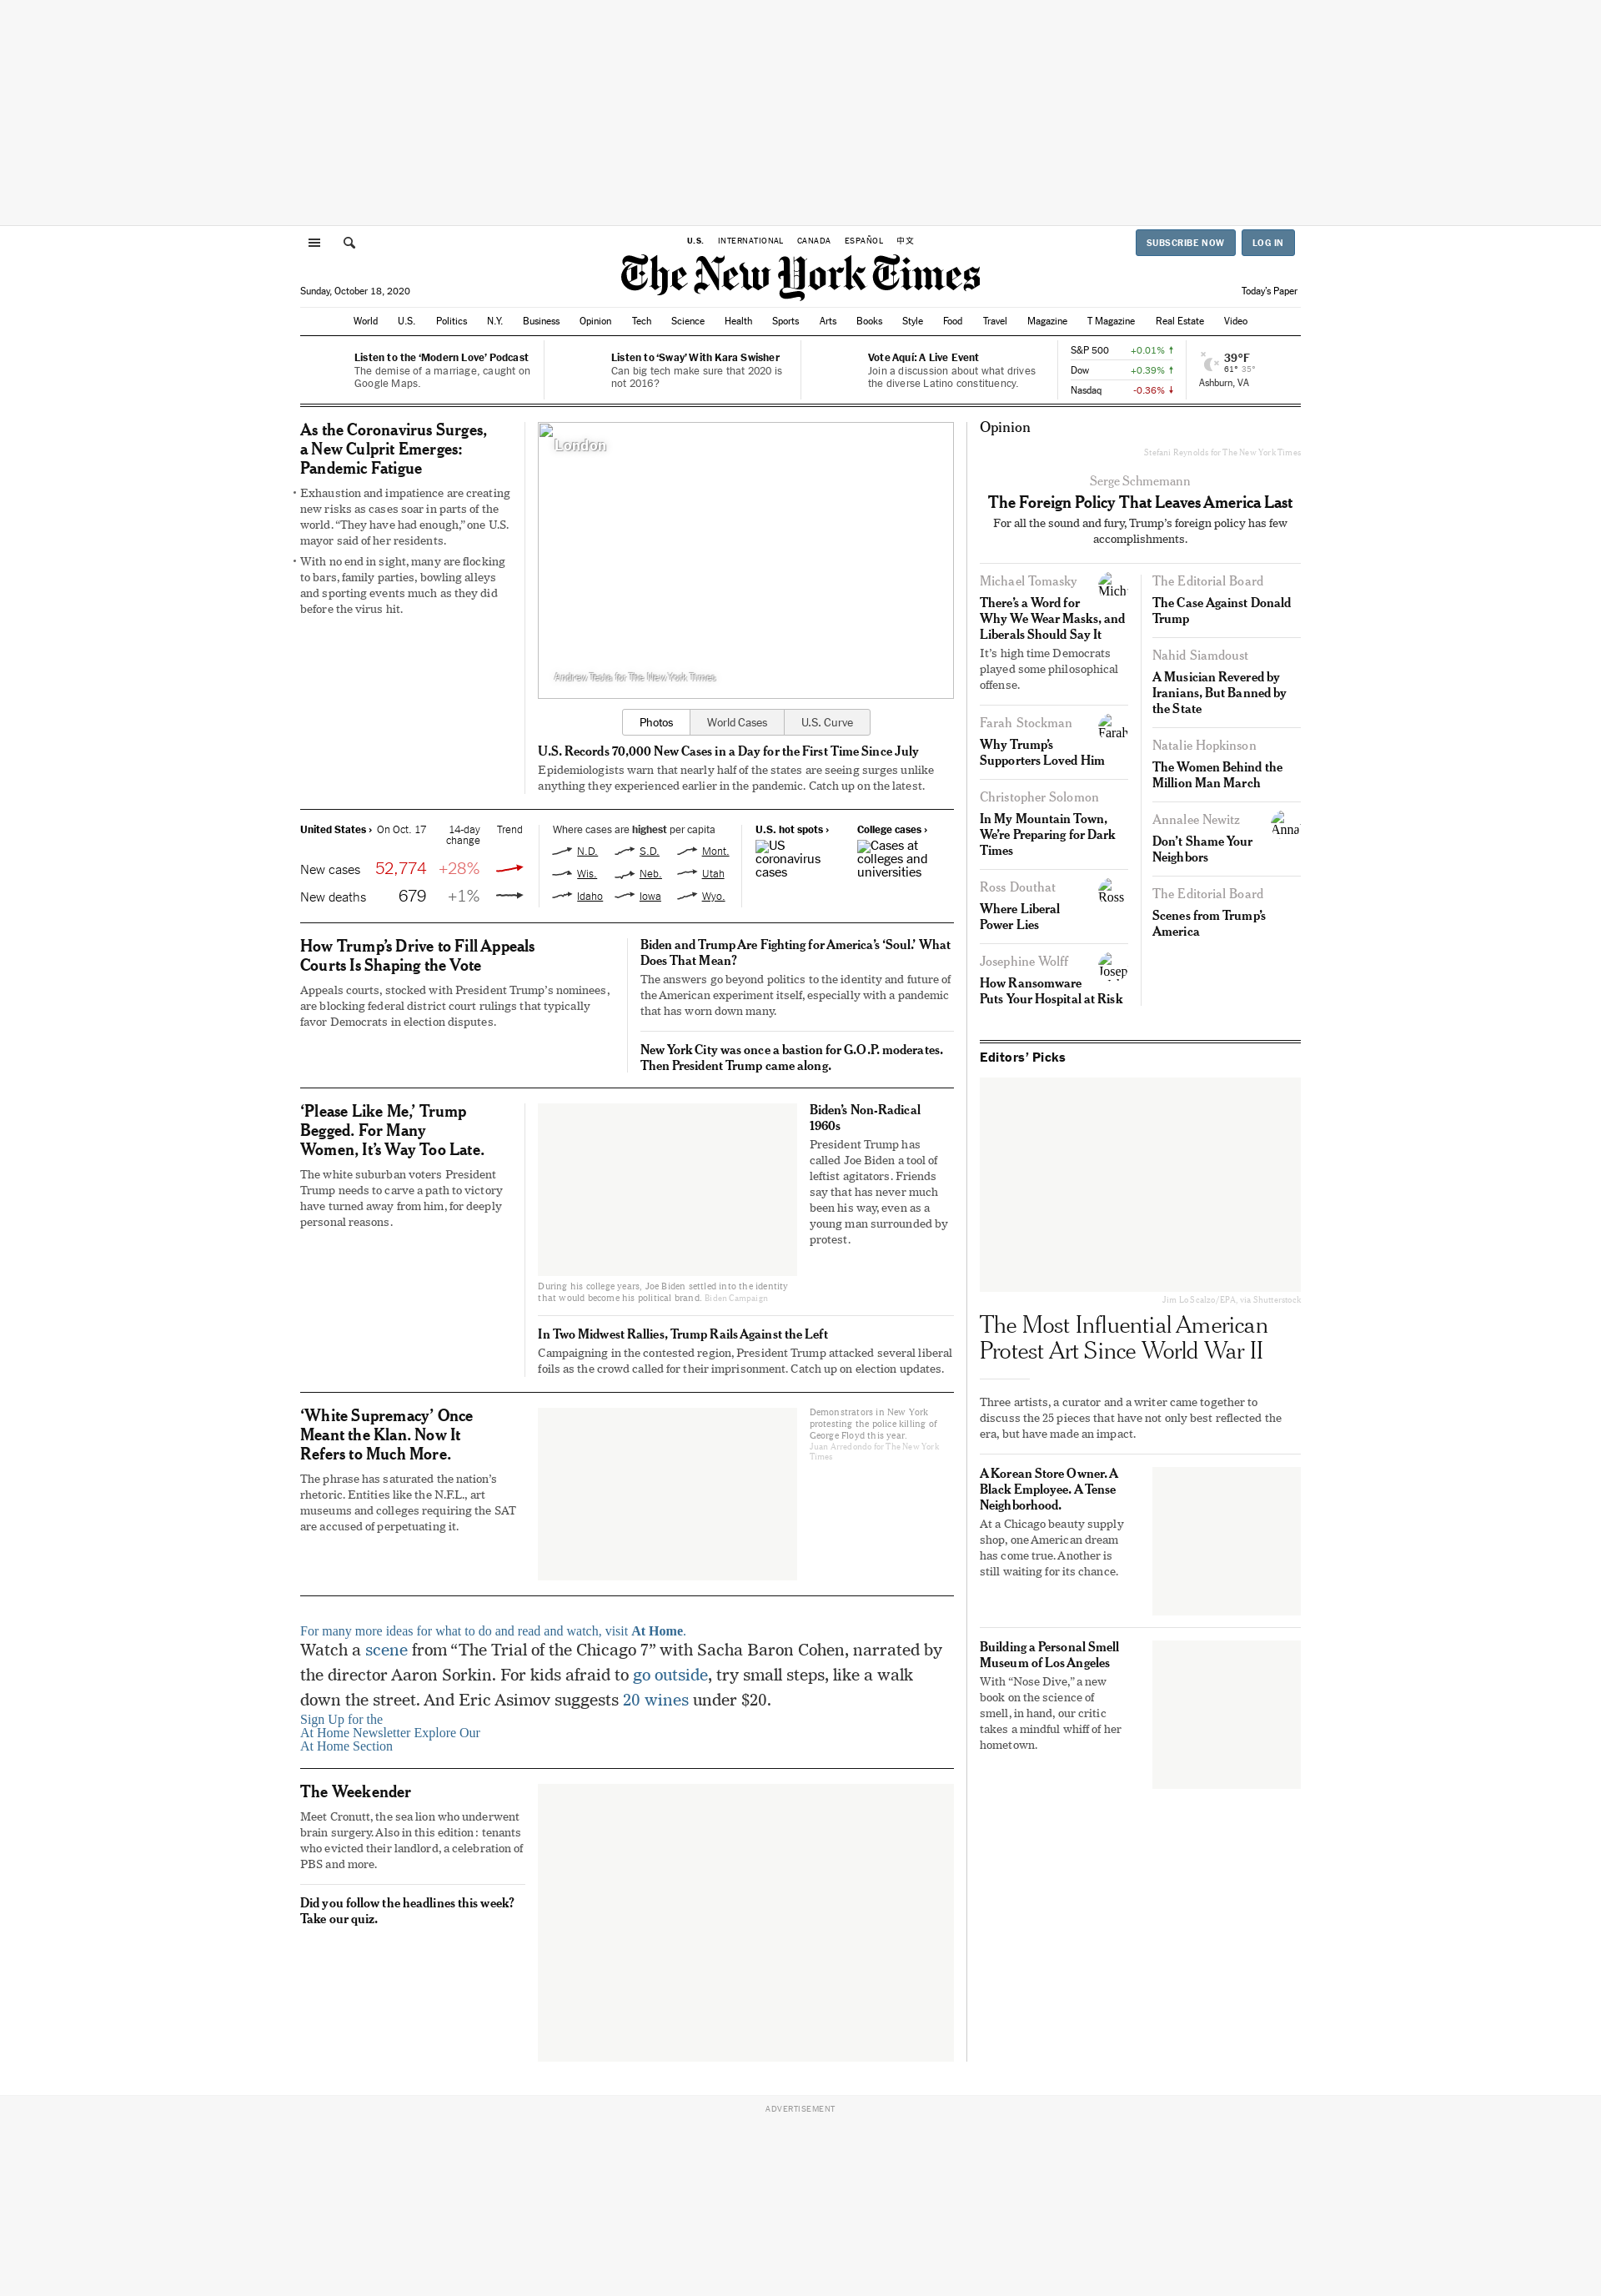 U.S. INTERNATIONAL CANADA ESPAÑOL 中文
SUBSCRIBE NOW LOG IN
The New York Times
Sunday, October 18, 2020
Today's Paper
World U.S. Politics N.Y. Business Opinion Tech Science Health Sports Arts Books Style Food Travel Magazine T Magazine Real Estate Video
Listen to the ‘Modern Love’ Podcast
The demise of a marriage, caught on
Google Maps.
Listen to ‘Sway’ With Kara Swisher
Can big tech make sure that 2020 is
not 2016?
Vote Aquí: A Live Event
Join a discussion about what drives
the diverse Latino constituency.
S&P 500 +0.01%
Dow +0.39%
Nasdaq -0.36%
39°F
61° 35°
Ashburn, VA
As the Coronavirus Surges,
a New Culprit Emerges:
Pandemic Fatigue
• Exhaustion and impatience are creating
new risks as cases soar in parts of the
world. “They have had enough,” one U.S.
mayor said of her residents.
• With no end in sight, many are flocking
to bars, family parties, bowling alleys
and sporting events much as they did
before the virus hit.
London
Andrew Testa for The New York Times
Photos World Cases U.S. Curve
U.S. Records 70,000 New Cases in a Day for the First Time Since July
Epidemiologists warn that nearly half of the states are seeing surges unlike
anything they experienced earlier in the pandemic. Catch up on the latest.
United States › On Oct. 17 14-day Trend
change
New cases 52,774 +28%
New deaths 679 +1%
Where cases are highest per capita
N.D. S.D. Mont.
Wis. Neb. Utah
Idaho Iowa Wyo.
U.S. hot spots ›
US
coronavirus
cases
College cases ›
Cases at
colleges and
universities
How Trump’s Drive to Fill Appeals
Courts Is Shaping the Vote
Appeals courts, stocked with President Trump’s nominees,
are blocking federal district court rulings that typically
favor Democrats in election disputes.
Biden and Trump Are Fighting for America’s ‘Soul.’ What
Does That Mean?
The answers go beyond politics to the identity and future of
the American experiment itself, especially with a pandemic
that has worn down many.
New York City was once a bastion for G.O.P. moderates.
Then President Trump came along.
‘Please Like Me,’ Trump
Begged. For Many
Women, It’s Way Too Late.
The white suburban voters President
Trump needs to carve a path to victory
have turned away from him, for deeply
personal reasons.
During his college years, Joe Biden settled into the identity
that would become his political brand. Biden Campaign
Biden’s Non-Radical
1960s
President Trump has
called Joe Biden a tool of
leftist agitators. Friends
say that has never much
been his way, even as a
young man surrounded by
protest.
In Two Midwest Rallies, Trump Rails Against the Left
Campaigning in the contested region, President Trump attacked several liberal
foils as the crowd called for their imprisonment. Catch up on election updates.
‘White Supremacy’ Once
Meant the Klan. Now It
Refers to Much More.
The phrase has saturated the nation’s
rhetoric. Entities like the N.F.L., art
museums and colleges requiring the SAT
are accused of perpetuating it.
Demonstrators in New York
protesting the police killing of
George Floyd this year.
Juan Arredondo for The New York
Times
For many more ideas for what to do and read and watch, visit At Home.
Watch a scene from “The Trial of the Chicago 7” with Sacha Baron Cohen, narrated by
the director Aaron Sorkin. For kids afraid to go outside, try small steps, like a walk
down the street. And Eric Asimov suggests 20 wines under $20.
Sign Up for the
At Home Newsletter Explore Our
At Home Section
The Weekender
Meet Cronutt, the sea lion who underwent
brain surgery. Also in this edition: tenants
who evicted their landlord, a celebration of
PBS and more.
Did you follow the headlines this week?
Take our quiz.
Opinion
Stefani Reynolds for The New York Times
Serge Schmemann
The Foreign Policy That Leaves America Last
For all the sound and fury, Trump’s foreign policy has few
accomplishments.
Michael Tomasky
Mich
There’s a Word for
Why We Wear Masks, and
Liberals Should Say It
It’s high time Democrats
played some philosophical
offense.
Farah Stockman
Farah
Why Trump’s
Supporters Loved Him
Christopher Solomon
In My Mountain Town,
We’re Preparing for Dark
Times
Ross Douthat
Ross
Where Liberal
Power Lies
Josephine Wolff
Josep
How Ransomware
Puts Your Hospital at Risk
The Editorial Board
The Case Against Donald
Trump
Nahid Siamdoust
A Musician Revered by
Iranians, But Banned by
the State
Natalie Hopkinson
The Women Behind the
Million Man March
Annalee Newitz
Anna
Don’t Shame Your
Neighbors
The Editorial Board
Scenes from Trump’s
America
Editors’ Picks
Jim LoScalzo/EPA, via Shutterstock
The Most Influential American
Protest Art Since World War II
Three artists, a curator and a writer came together to
discuss the 25 pieces that have not only best reflected the
era, but have made an impact.
A Korean Store Owner. A
Black Employee. A Tense
Neighborhood.
At a Chicago beauty supply
shop, one American dream
has come true. Another is
still waiting for its chance.
Building a Personal Smell
Museum of Los Angeles
With “Nose Dive,” a new
book on the science of
smell, in hand, our critic
takes a mindful whiff of her
hometown.
ADVERTISEMENT